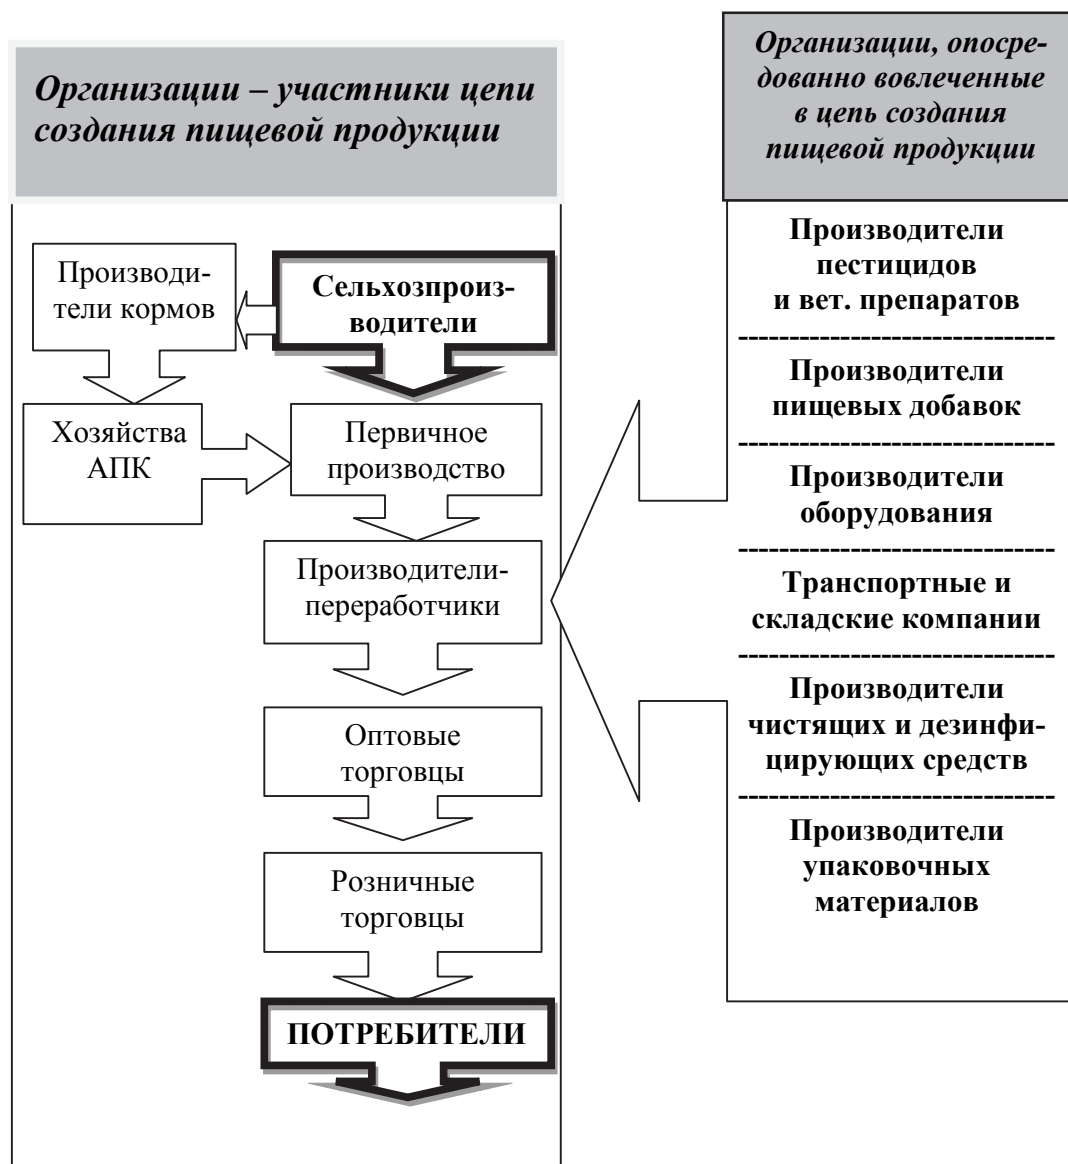 Организации – участники цепи
создания пищевой продукции
Производи-
тели кормов
Сельхозпроиз-
водители
Хозяйства
АПК
Первичное
производство
Производители-
переработчики
Оптовые
торговцы
Розничные
торговцы
ПОТРЕБИТЕЛИ
Организации, опосре-
дованно вовлеченные
в цепь создания
пищевой продукции
Производители
пестицидов
и вет. препаратов
-------------------------------
Производители
пищевых добавок
-------------------------------
Производители
оборудования
-------------------------------
Транспортные и
складские компании
-------------------------------
Производители
чистящих и дезинфи-
цирующих средств
-------------------------------
Производители
упаковочных
материалов